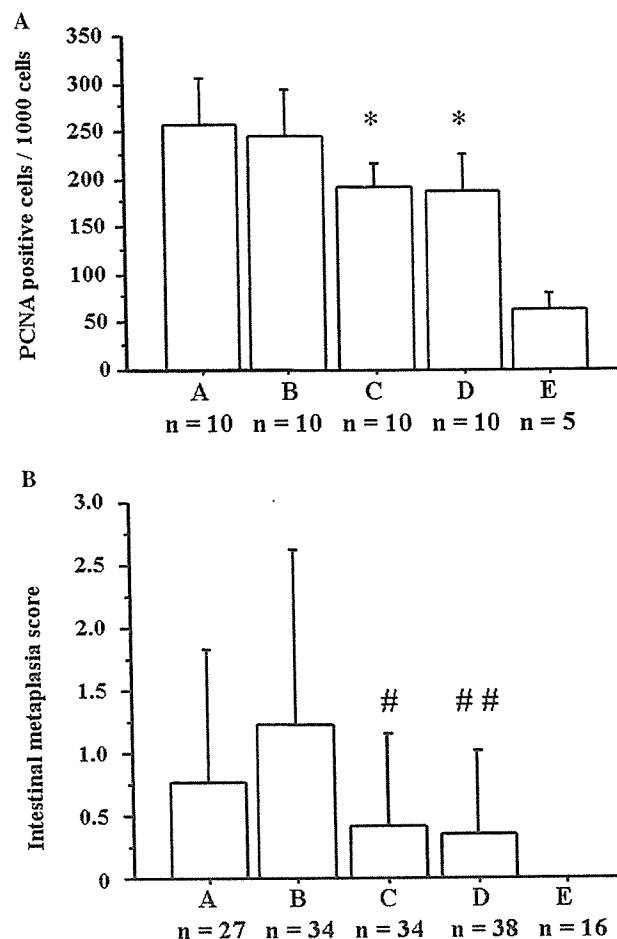 A
PCNA positive cells / 1000 cells
350
300
250
200
150
100
50
0
* *
A B C D E
n = 10 n = 10 n = 10 n = 10 n = 5
B
Intestinal metaplasia score
3.0
2.5
2.0
1.5
1.0
0.5
0
# # #
A B C D E
n = 27 n = 34 n = 34 n = 38 n = 16